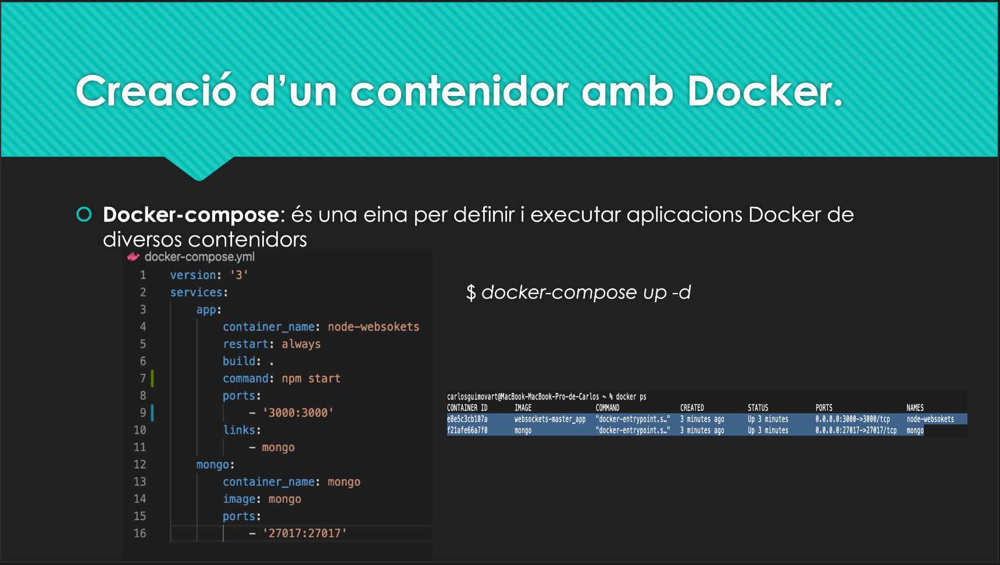 Creació d’un contenidor amb Docker.
Docker-compose: és una eina per definir i executar aplicacions Docker de
diversos contenidors
docker-compose.yml
1 version: '3'
2 services:
3 app:
4 container_name: node-websokets
5 restart: always
6 build: .
7 command: npm start
8 ports:
9 - '3000:3000'
10 links:
11 - mongo
12 mongo:
13 container_name: mongo
14 image: mongo
15 ports:
16 - '27017:27017'
$ docker-compose up -d
carlosguimovart@MacBook-MacBook-Pro-de-Carlos ~ % docker ps
CONTAINER ID IMAGE COMMAND CREATED STATUS PORTS NAMES
e8e5c3cb107a websockets-master_app "docker-entrypoint.s…" 3 minutes ago Up 3 minutes 0.0.0.0:3000->3000/tcp node-websokets
f21afe66a7f0 mongo "docker-entrypoint.s…" 3 minutes ago Up 3 minutes 0.0.0.0:27017->27017/tcp mongo